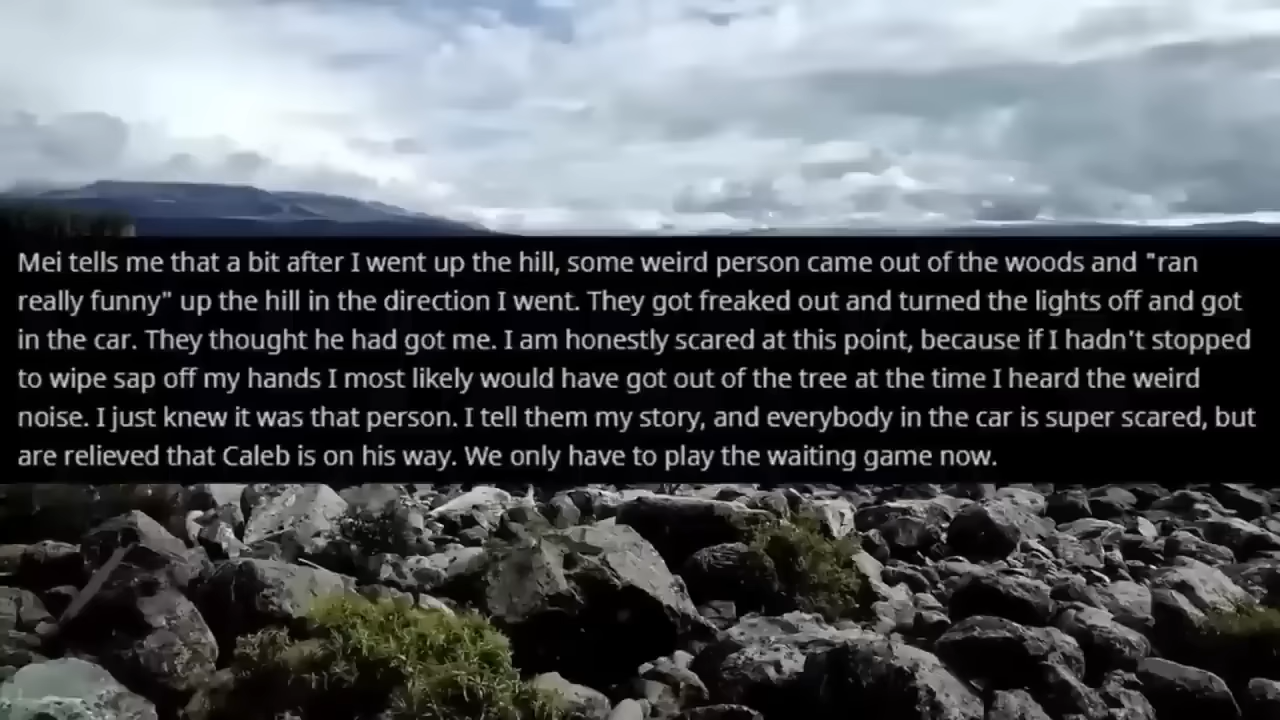 Mei tells me that a bit after I went up the hill, some weird person came out of the woods and "ran
really funny" up the hill in the direction I went. They got freaked out and turned the lights off and got
in the car. They thought he had got me. I am honestly scared at this point, because if I hadn't stopped
to wipe sap off my hands I most likely would have got out of the tree at the time I heard the weird
noise. I just knew it was that person. I tell them my story, and everybody in the car is super scared, but
are relieved that Caleb is on his way. We only have to play the waiting game now.